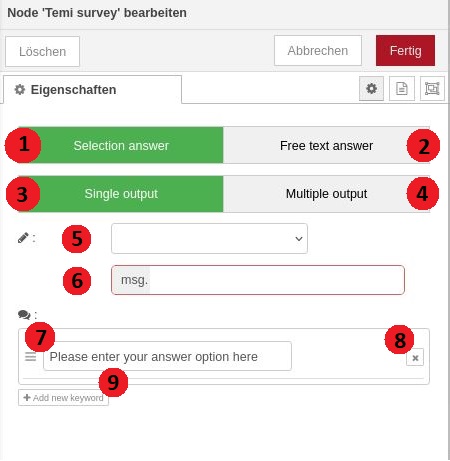 Node 'Temi survey' bearbeiten
Löschen
Abbrechen
Fertig
Eigenschaften
1 Selection answer
Free text answer 2
3 Single output
Multiple output 4
: 5
6 msg.
:
7
8
Please enter your answer option here
9
Add new keyword